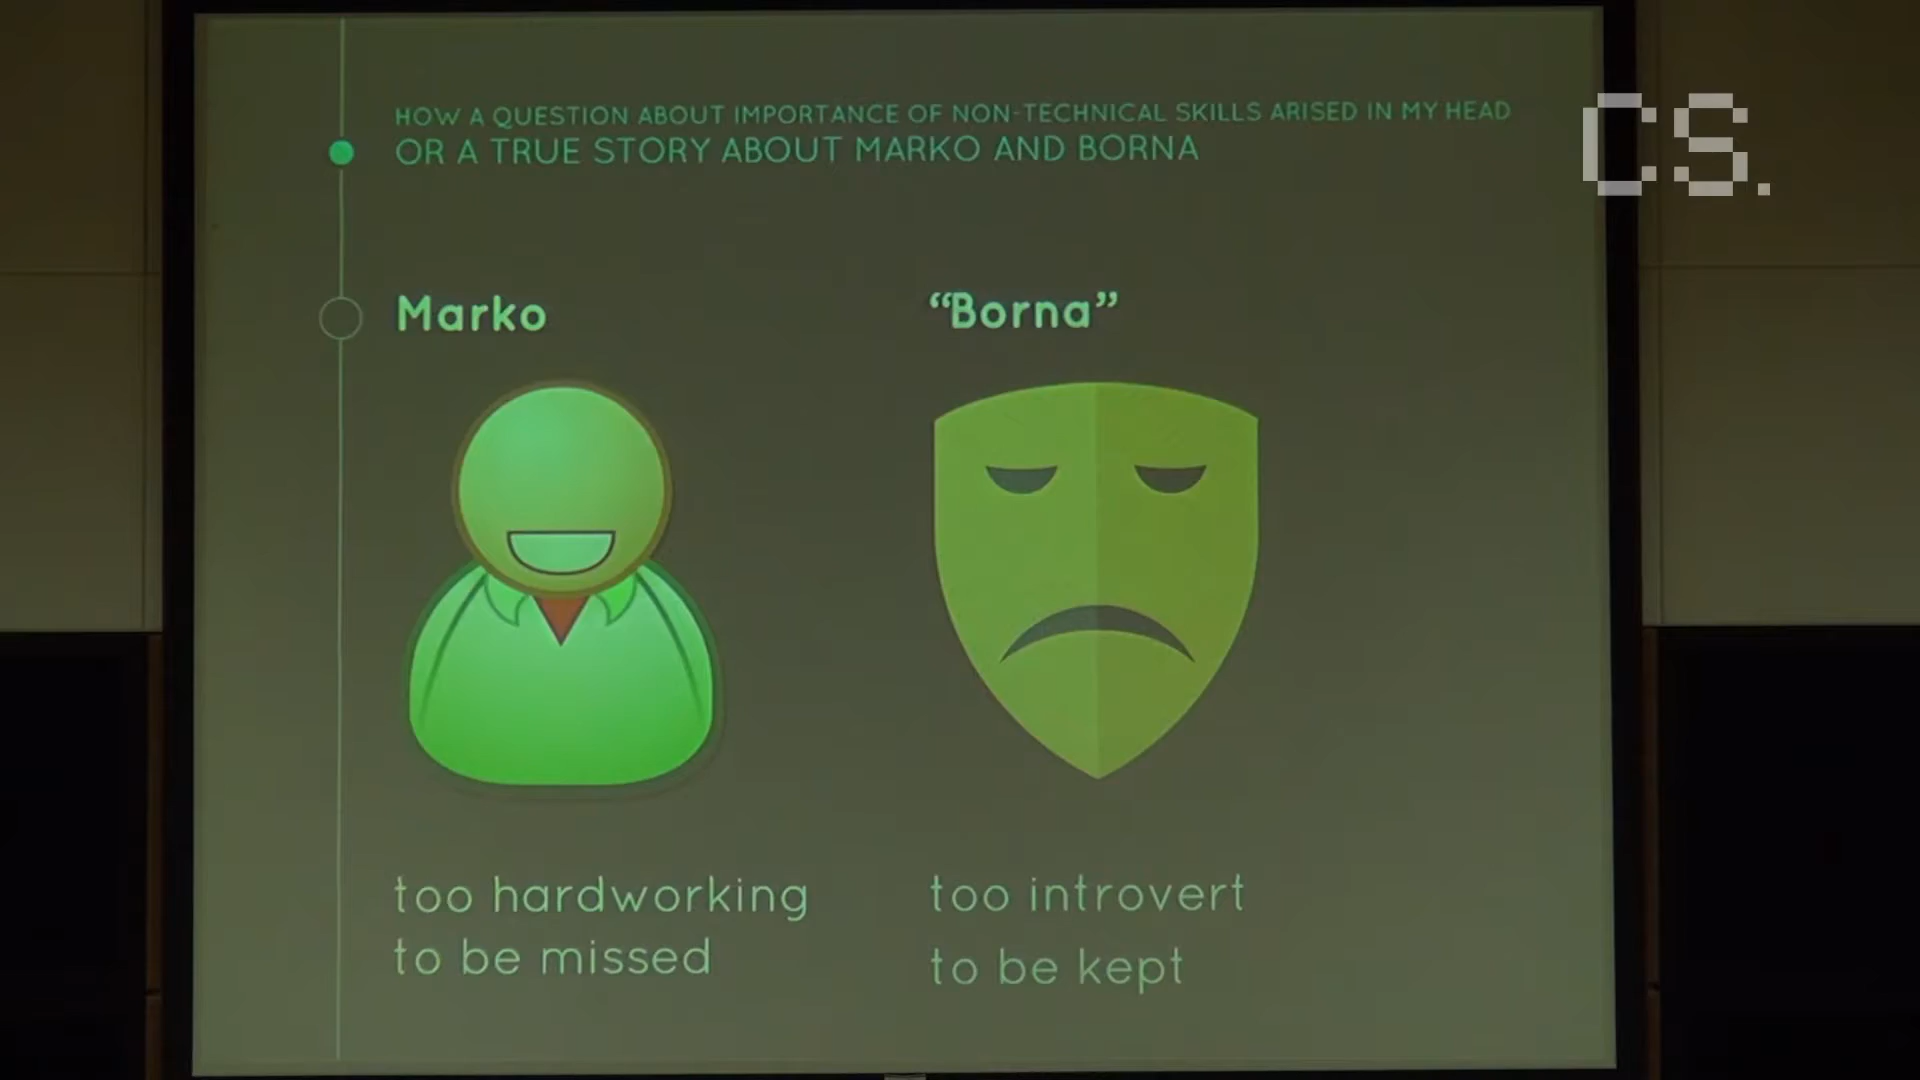 HOW A QUESTION ABOUT IMPORTANCE OF NON-TECHNICAL SKILLS ARISED IN MY HEAD
OR A TRUE STORY ABOUT MARKO AND BORNA
CS.
Marko
“Borna”
too hardworking
to be missed
too introvert
to be kept